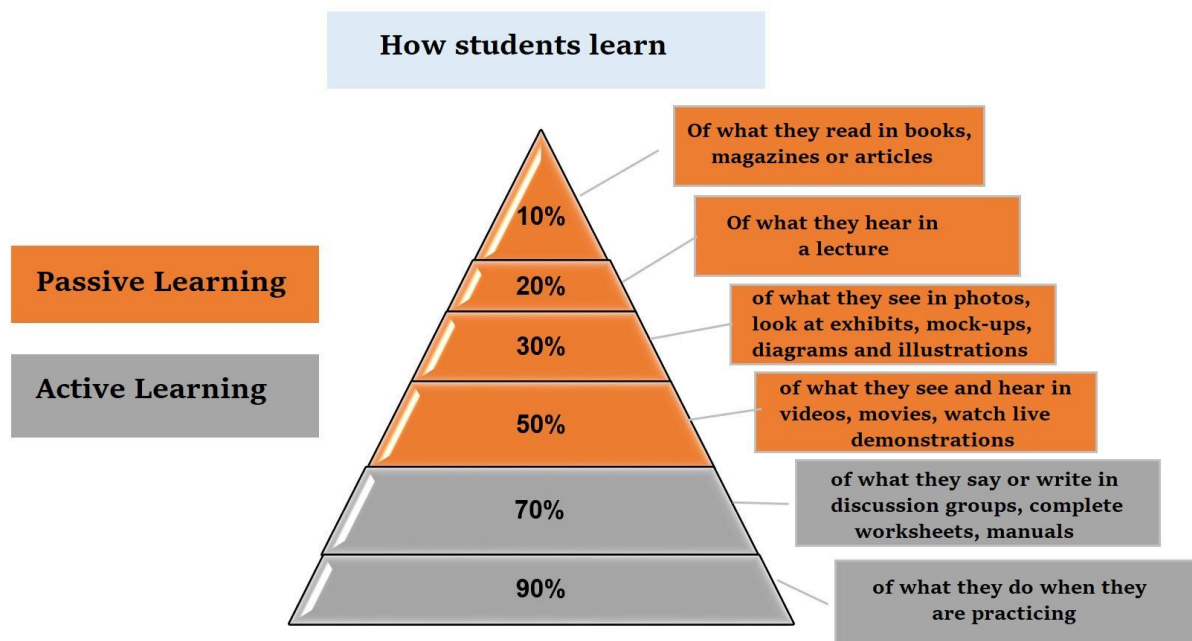 How students learn
Of what they read in books,
magazines or articles
10%
Of what they hear in
a lecture
20%
Passive Learning
of what they see in photos,
look at exhibits, mock-ups,
diagrams and illustrations
30%
Active Learning
of what they see and hear in
videos, movies, watch live
demonstrations
50%
of what they say or write in
discussion groups, complete
worksheets, manuals
70%
of what they do when they
are practicing
90%